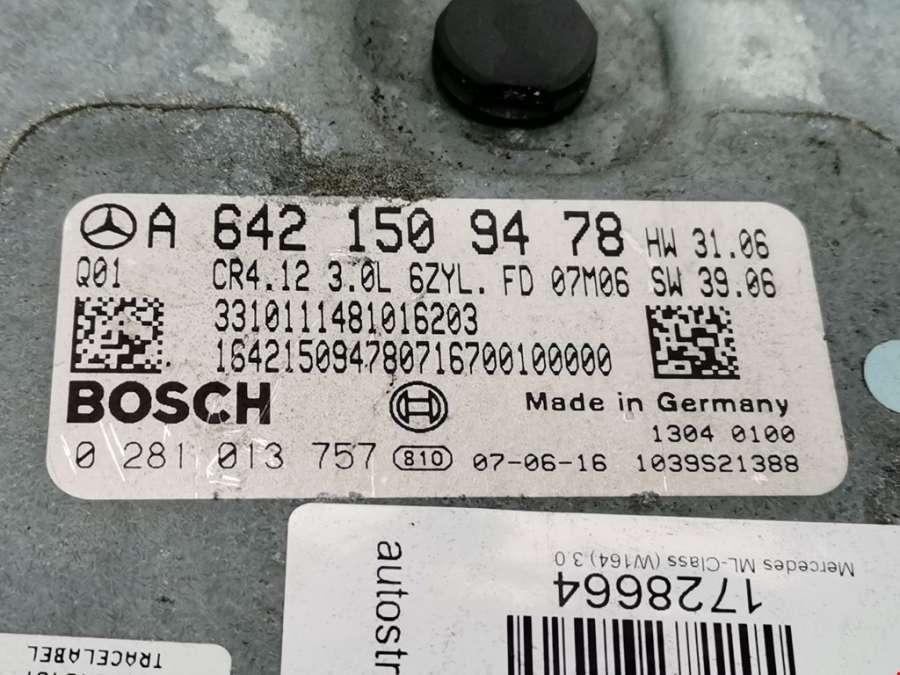 A 642 150 94 78 HW 31.06
Q01 CR4.12 3.0L 6ZYL. FD 07M06 SW 39.06
3310111481016203
16421509478071670010000​0
BOSCH Made in Germany
1304 0100
0 281 013 757 810 07-06-16 1039S21388
autostr
Mercedes ML-Class (W164) 3.0
1728664
TRACELABEL